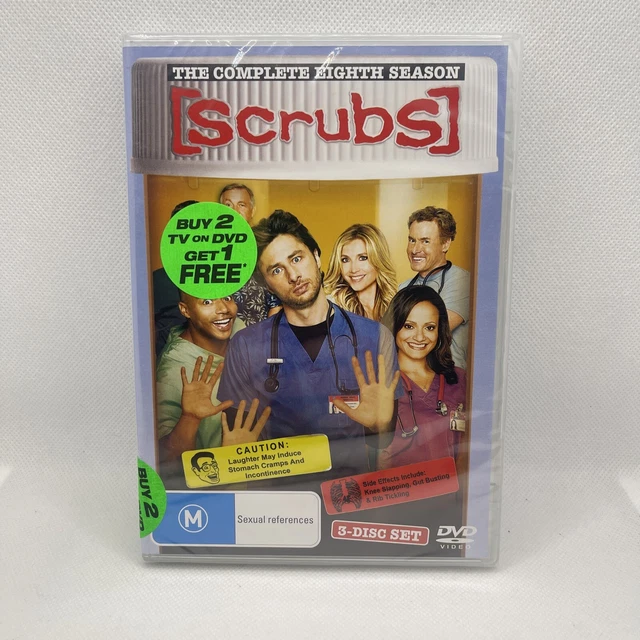 THE COMPLETE EIGHTH SEASON
[scrubs]
BUY 2
TV ON DVD
GET 1
FREE*
CAUTION:
Laughter May Induce
Stomach Cramps And
Incontinence
Side Effects Include:
Knee Slapping, Gut Busting
& Rib Tickling
BUY 2
M
Sexual references
3-DISC SET
DVD
VIDEO